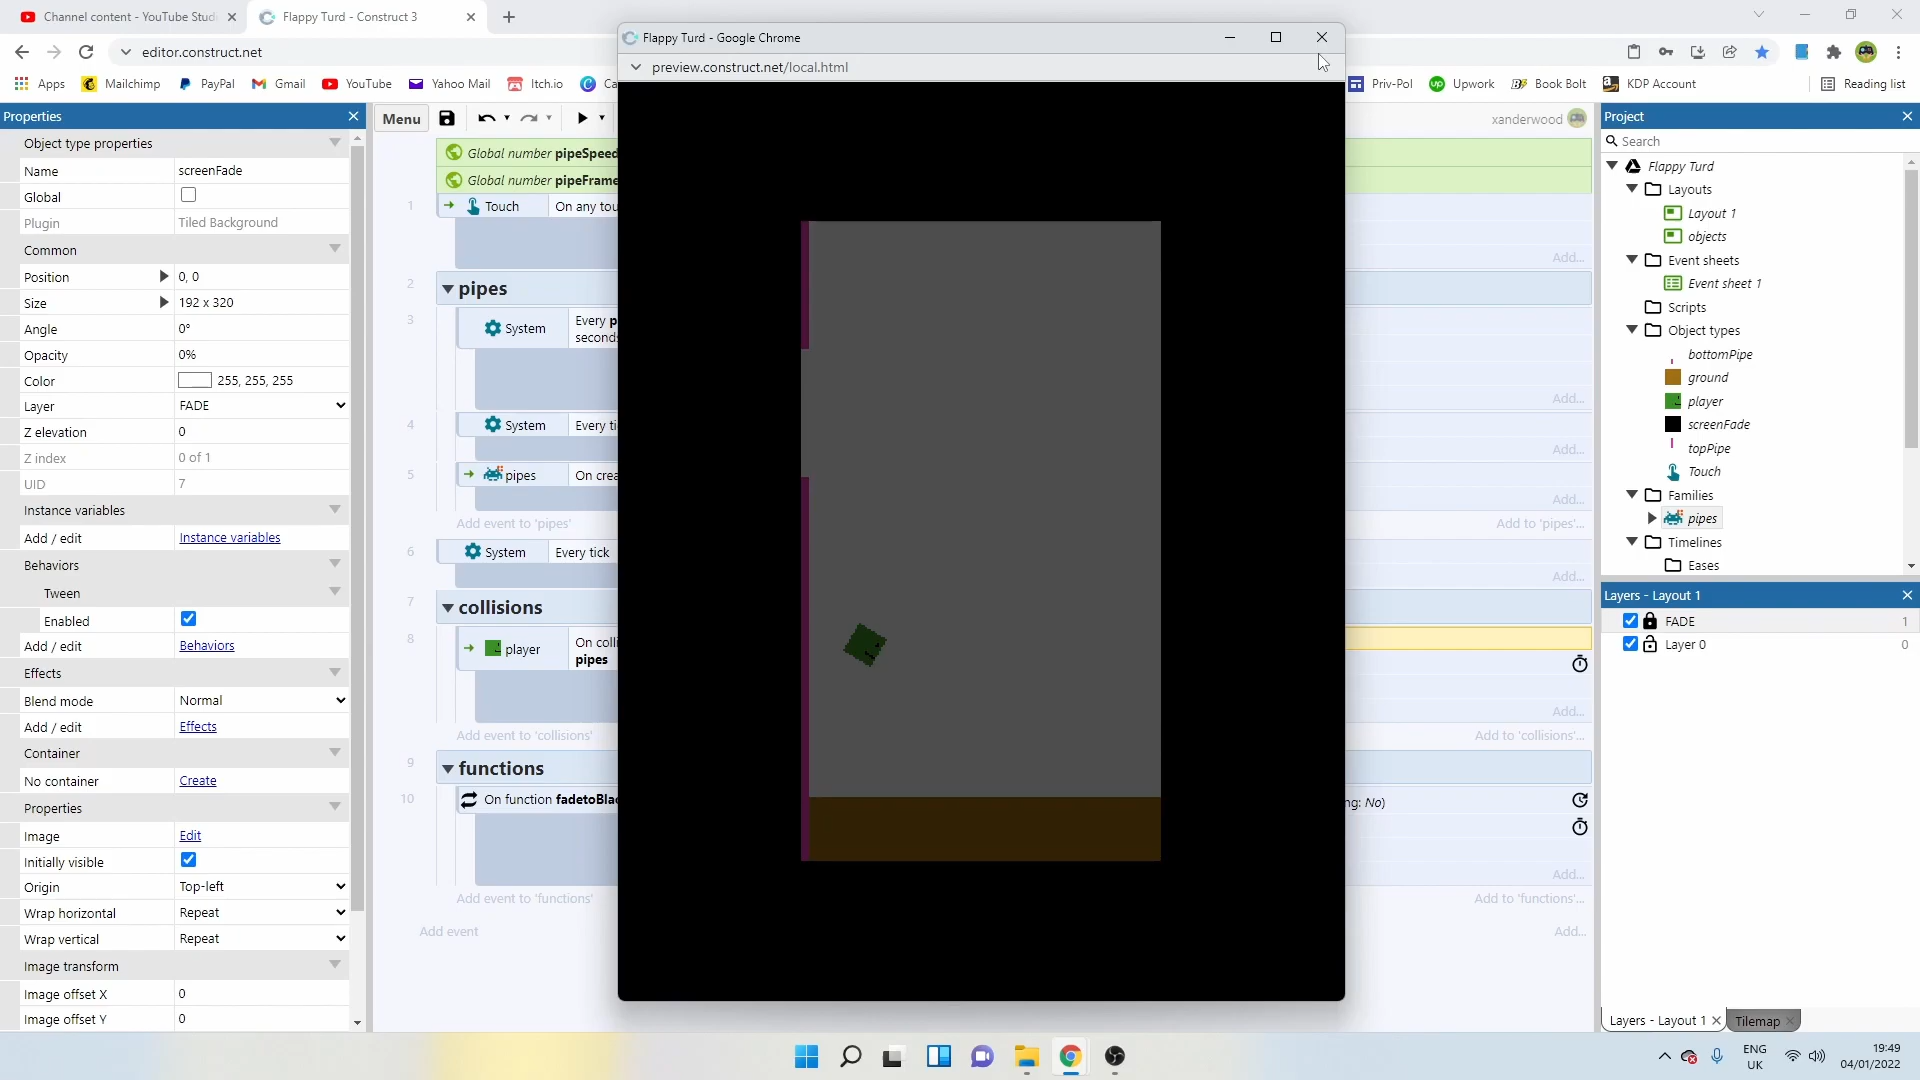 Channel content - YouTube Stud
Flappy Turd - Construct 3
editor.construct.net
Apps
Mailchimp
PayPal
Gmail
YouTube
Yahoo Mail
Itch.io
Ca
Priv-Pol
Upwork
Book Bolt
KDP Account
Reading list
Flappy Turd - Google Chrome
preview.construct.net/local.html
Properties
Object type properties
Name screenFade
Global
Plugin Tiled Background
Common
Position 0, 0
Size 192 x 320
Angle 0°
Opacity 0%
Color 255, 255, 255
Layer FADE
Z elevation 0
Z index 0 of 1
UID 7
Instance variables
Add / edit Instance variables
Behaviors
Tween
Enabled
Add / edit Behaviors
Effects
Blend mode Normal
Add / edit Effects
Container
No container Create
Properties
Image Edit
Initially visible
Origin Top-left
Wrap horizontal Repeat
Wrap vertical Repeat
Image transform
Image offset X 0
Image offset Y 0
Menu
xanderwood
Global number pipeSpeed
Global number pipeFrame
1 Touch On any tou
Add...
2 pipes
3 System Every p
seconds
Add...
4 System Every ti
Add...
5 pipes On crea
Add...
Add event to 'pipes' Add to 'pipes'...
6 System Every tick
Add...
7 collisions
8 player On colli
pipes
Add...
Add event to 'collisions' Add to 'collisions'...
9 functions
10 On function fadetoBla ng: No)
Add...
Add event to 'functions' Add to 'functions'...
Add event Add...
Project
Search
Flappy Turd
Layouts
Layout 1
objects
Event sheets
Event sheet 1
Scripts
Object types
bottomPipe
ground
player
screenFade
topPipe
Touch
Families
pipes
Timelines
Eases
Layers - Layout 1
FADE 1
Layer 0 0
Layers - Layout 1
Tilemap
ENG
UK
19:49
04/01/2022